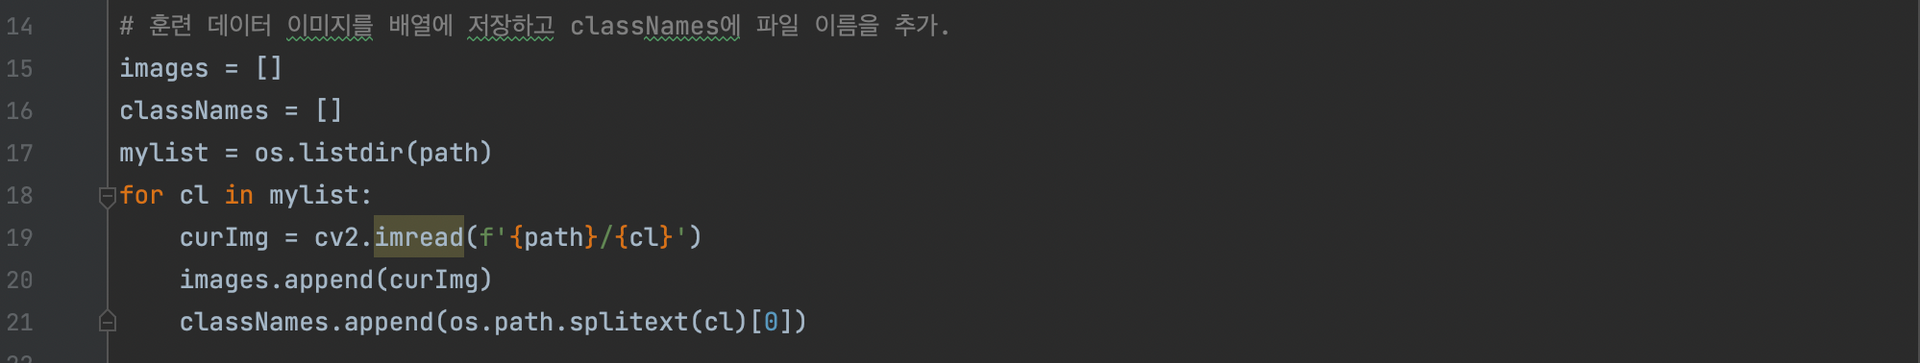 14 # 훈련 데이터 이미지를 배열에 저장하고 classNames에 파일 이름을 추가.
15 images = []
16 classNames = []
17 mylist = os.listdir(path)
18 for cl in mylist:
19     curImg = cv2.imread(f'{path}/{cl}')
20     images.append(curImg)
21     classNames.append(os.path.splitext(cl)[0])